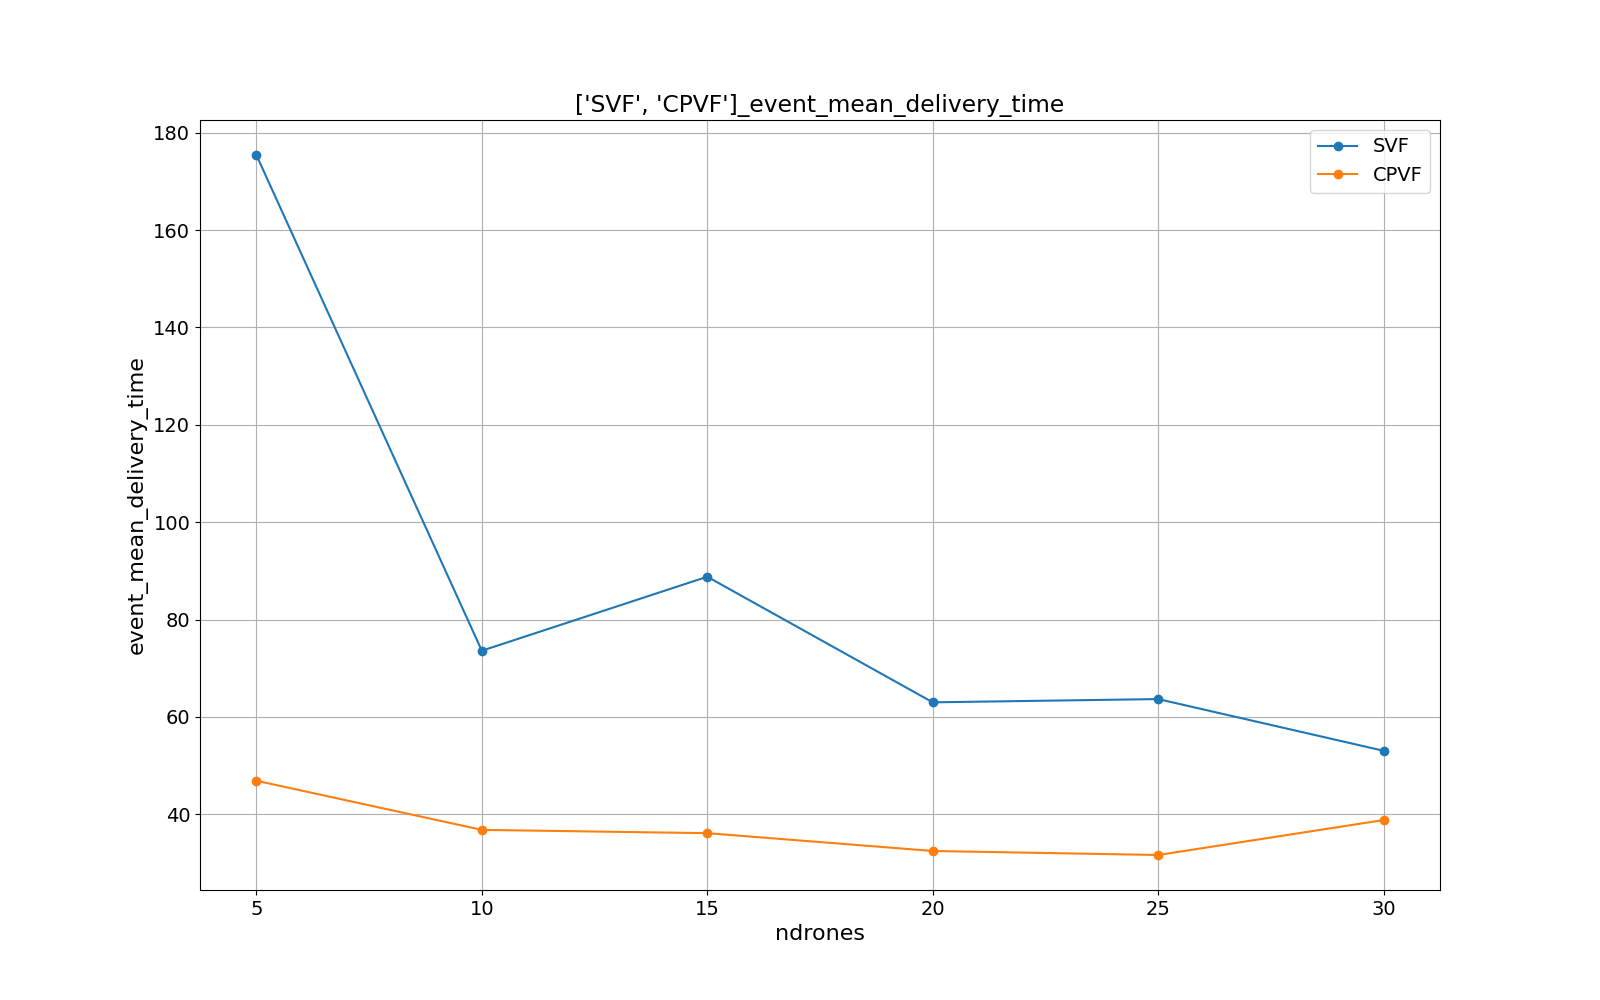 ['SVF', 'CPVF']_event_mean_delivery_time
SVF
CPVF
event_mean_delivery_time
180
160
140
120
100
80
60
40
5 10 15 20 25 30
ndrones